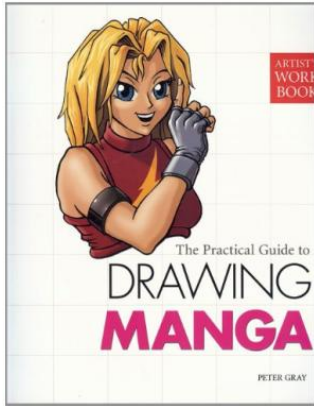 ARTIST'S
WORK
BOOK
The Practical Guide to
DRAWING
MANGA
PETER GRAY